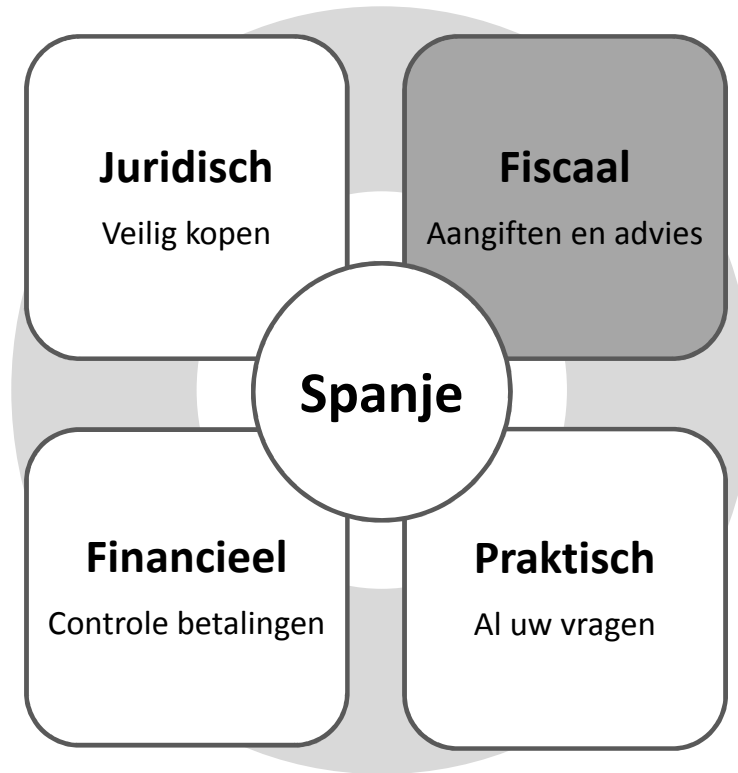 Juridisch
Veilig kopen
Fiscaal
Aangiften en advies
Spanje
Financieel
Controle betalingen
Praktisch
Al uw vragen